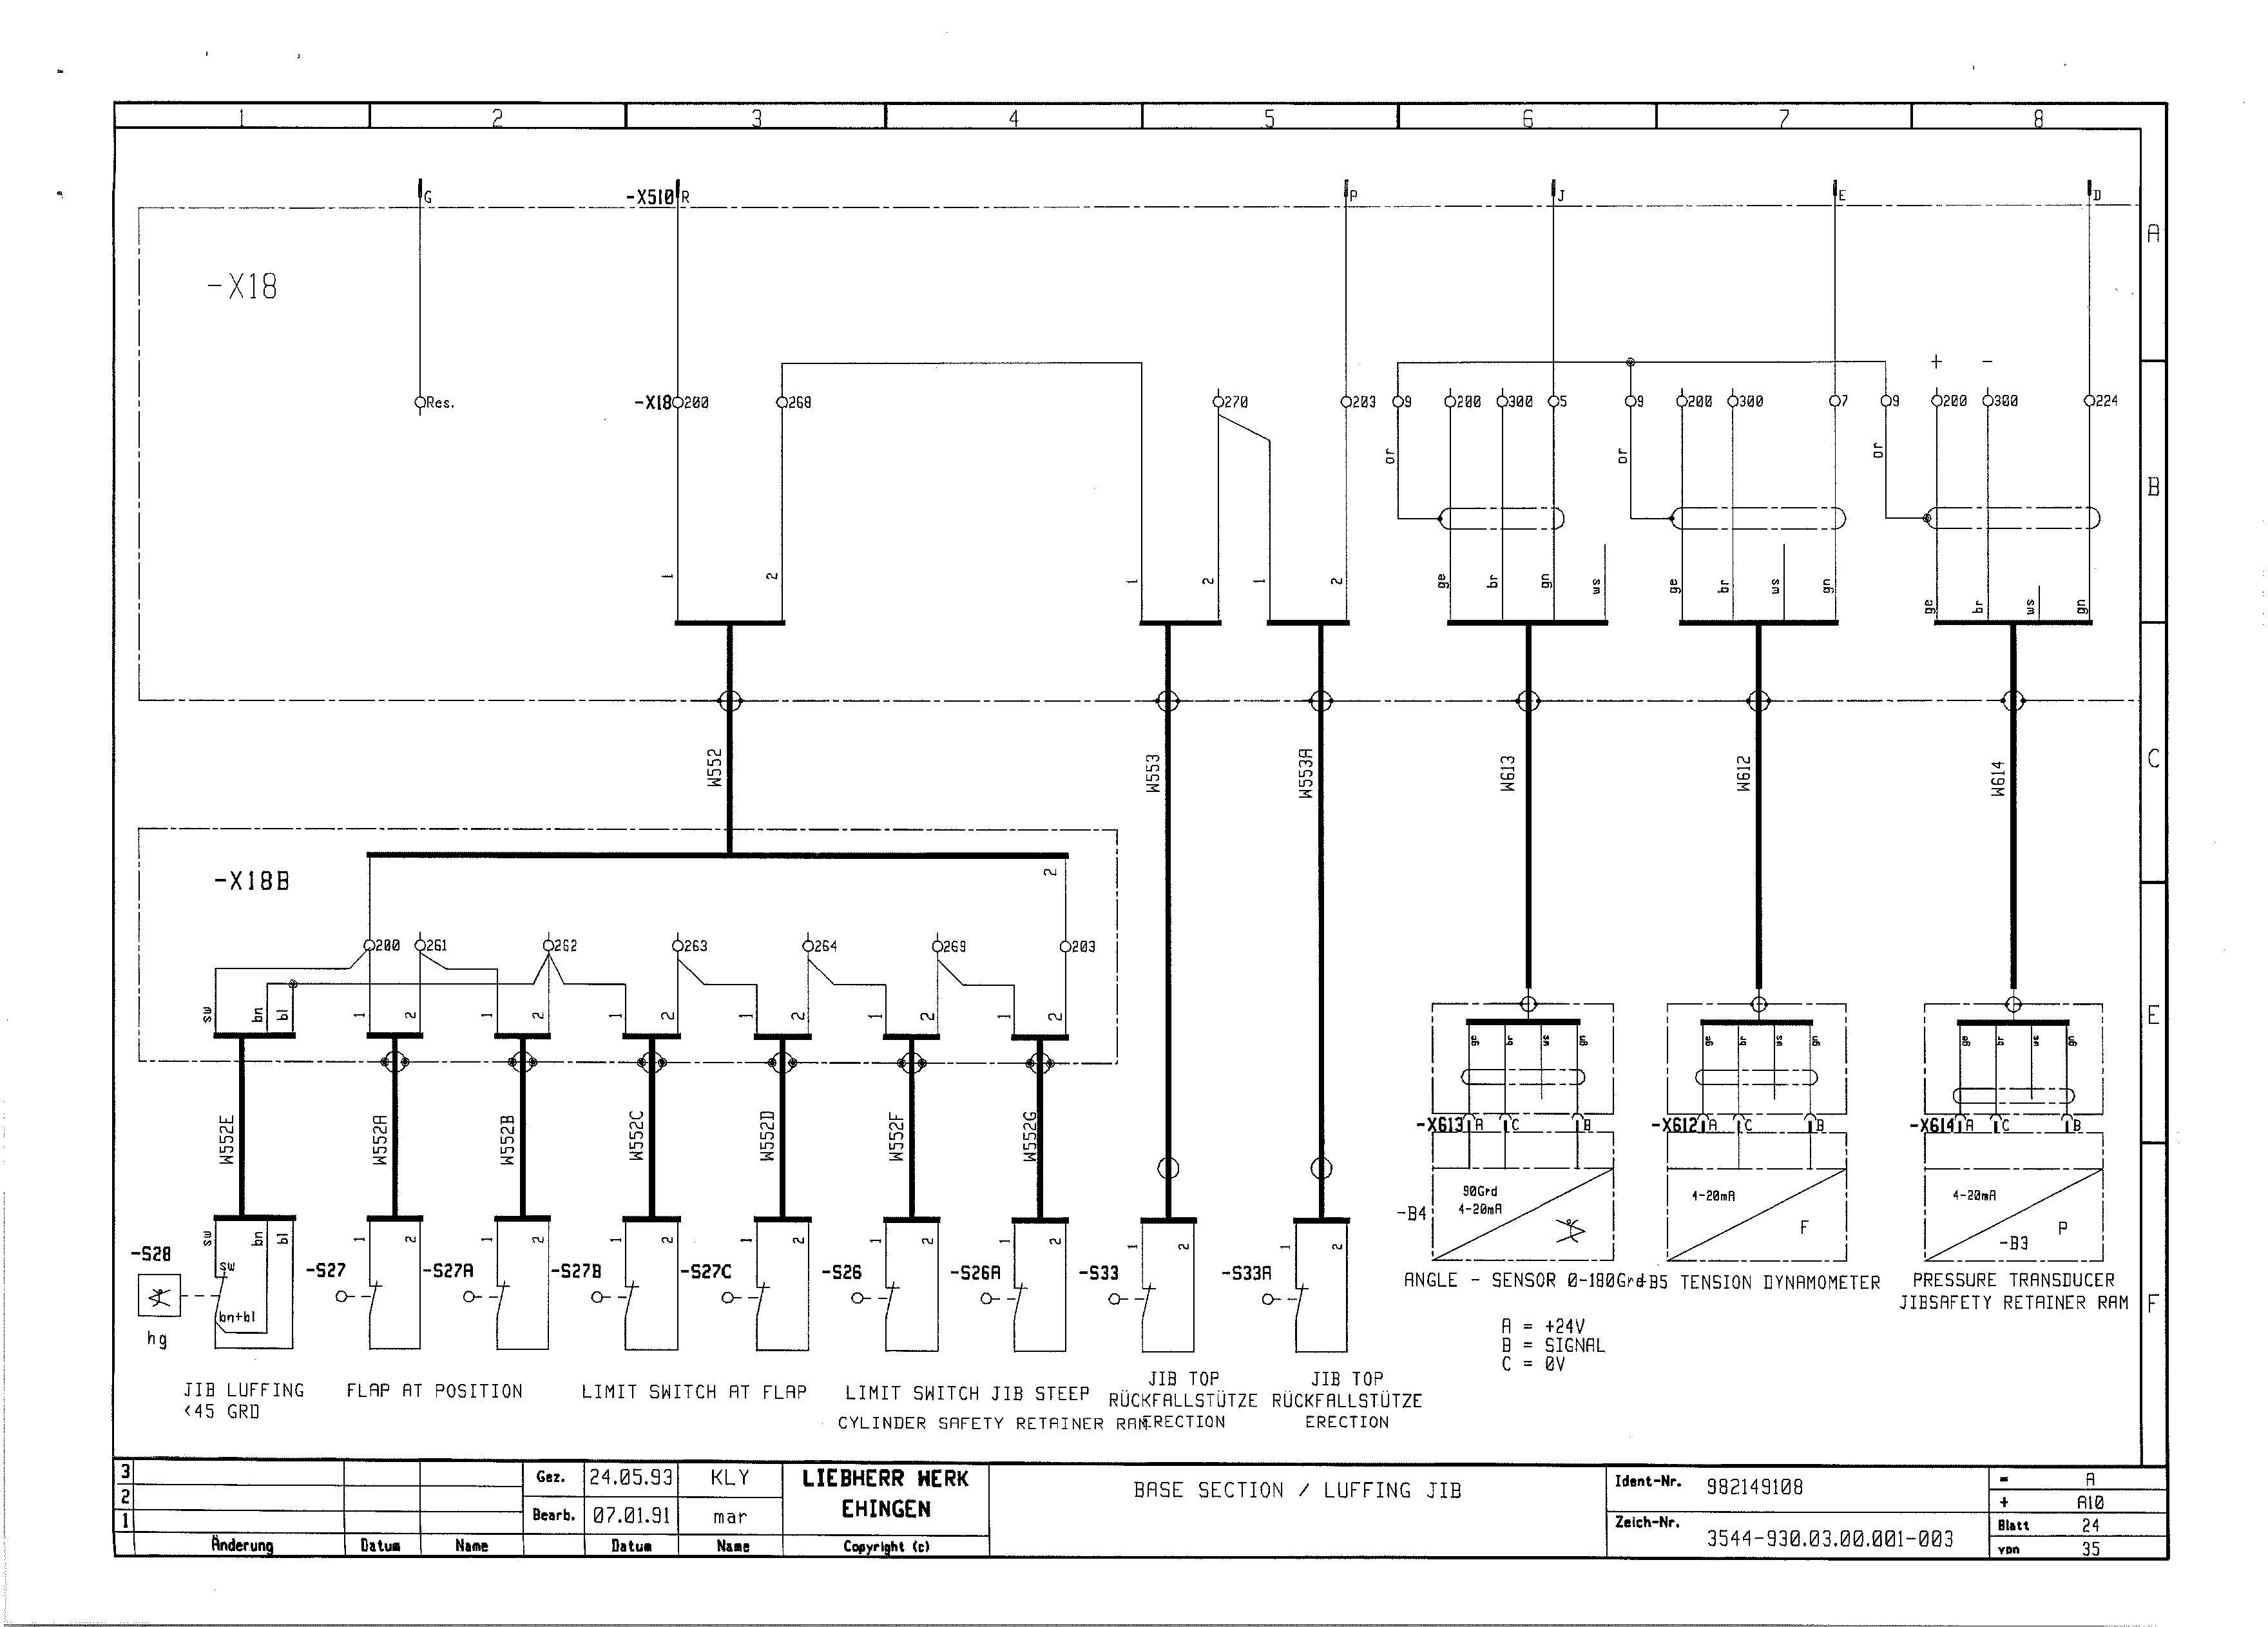 1 2 3 4 5 6 7 8
G -X510 R P J E D
A
-X18
+ -
Res. -X18 200 268 270 203 9 200 300 5 9 200 300 7 9 200 300 224
or or or
B
1 2 1 2 1 2 ge br gn ws ge br ws gn ge br ws gn
W552 W553 W553A W613 W612 W614
C
-X18B 2
200 261 262 263 264 269 203
sw bn bl 1 2 1 2 1 2 1 2 1 2 1 2
E
ge br ws gn ge br ws gn ge br ws gn
W552E W552A W552B W552C W552D W552F W552G
-X613 A C B -X612 A C B -X614 A C B
sw bn bl 1 2 1 2 1 2 1 2 1 2 1 2 1 2 1 2
-B4 90Grd 4-20mA
4-20mA F
4-20mA P -B3
-S28 sw -S27 -S27A -S27B -S27C -S26 -S26A -S33 -S33A
bn+bl
hg
ANGLE - SENSOR 0-180Grd -B5 TENSION DYNAMOMETER PRESSURE TRANSDUCER
JIBSAFETY RETAINER RAM
F
A = +24V
B = SIGNAL
C = 0V
JIB LUFFING
<45 GRD
FLAP AT POSITION
LIMIT SWITCH AT FLAP
LIMIT SWITCH JIB STEEP
CYLINDER SAFETY RETAINER RAM
JIB TOP
RÜCKFALLSTÜTZE
ERECTION
JIB TOP
RÜCKFALLSTÜTZE
ERECTION
3
2
1
Änderung Datum Name
Gez. 24.05.93 KLY
Bearb. 07.01.91 mar
Datum Name
LIEBHERR WERK
EHINGEN
Copyright (c)
BASE SECTION / LUFFING JIB
Ident-Nr. 982149108
Zeich-Nr. 3544-930.03.00.001-003
= A
+ A10
Blatt 24
von 35